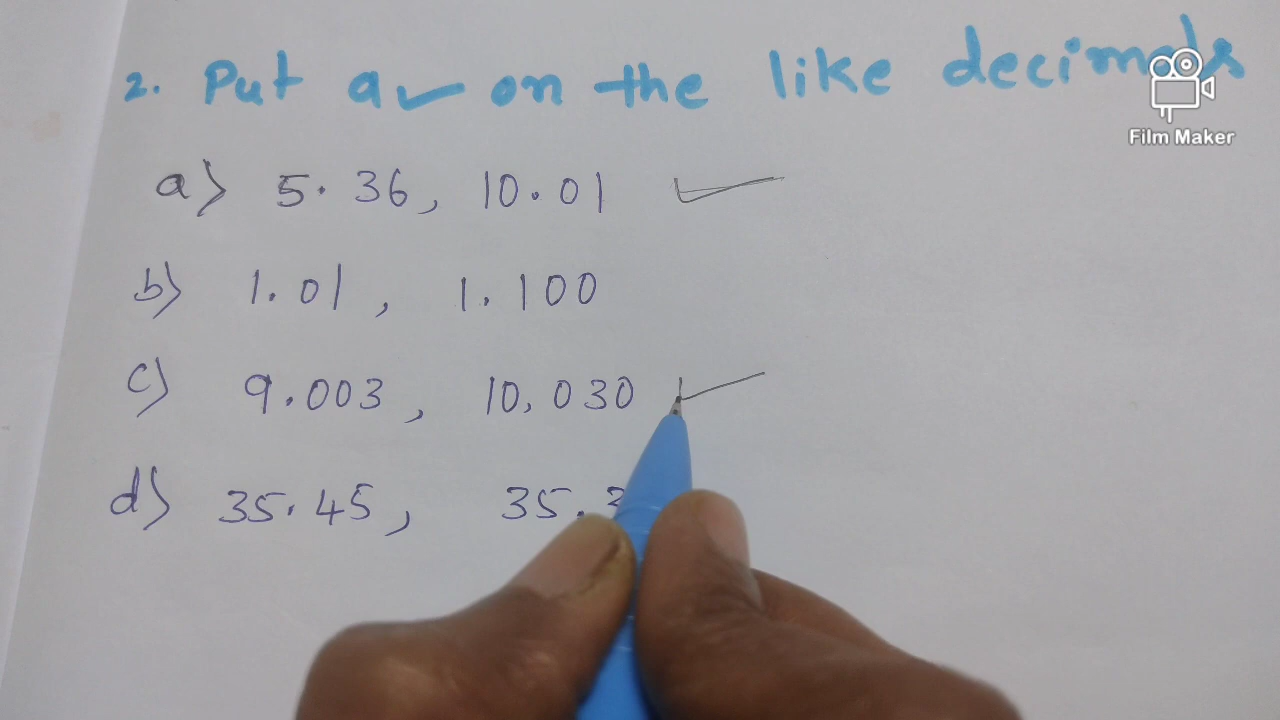 2. Put a ✓ on the like decimals
Film Maker
a) 5.36, 10.01 ✓
b) 1.01, 1.100
c) 9.003, 10.030 ✓
d) 35.45, 35.3